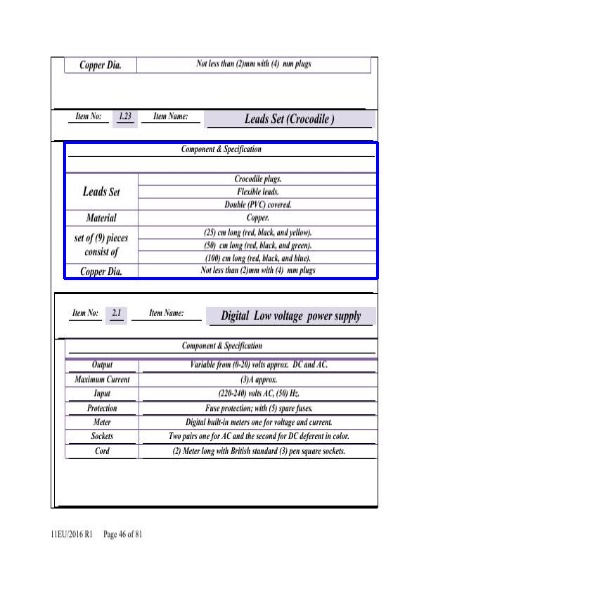 Copper Dia. Not less than (2)mm with (4) mm plugs
Item No: 1.23 Item Name: Leads Set (Crocodile )
Component & Specification
Leads Set
Crocodile plugs.
Flexible leads.
Double (PVC) covered.
Material Copper.
set of (9) pieces consist of
(25) cm long (red, black, and yellow).
(50) cm long (red, black, and green).
(100) cm long (red, black, and blue).
Copper Dia. Not less than (2)mm with (4) mm plugs
Item No: 2.1 Item Name: Digital Low voltage power supply
Component & Specification
Output Variable from (0-20) volts approx. DC and AC.
Maximum Current (3)A approx.
Input (220-240) volts AC, (50) Hz.
Protection Fuse protection; with (5) spare fuses.
Meter Digital built-in meters one for voltage and current.
Sockets Two pairs one for AC and the second for DC deferent in color.
Cord (2) Meter long with British standard (3) pen square sockets.
11EU/2016 R1 Page 46 of 81